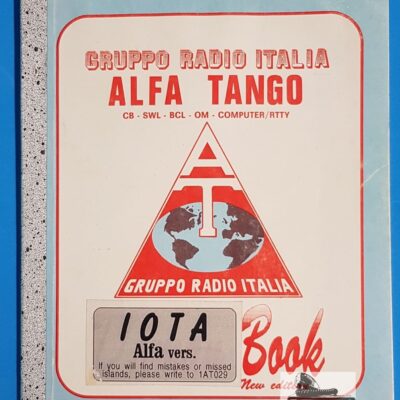 GRUPPO RADIO ITALIA
ALFA TANGO
CB - SWL - BCL - OM - COMPUTER/RTTY
AT
GRUPPO RADIO ITALIA
IOTA
Alfa vers.
If you will find mistakes or missed
islands, please write to 1AT029
Book
New edition